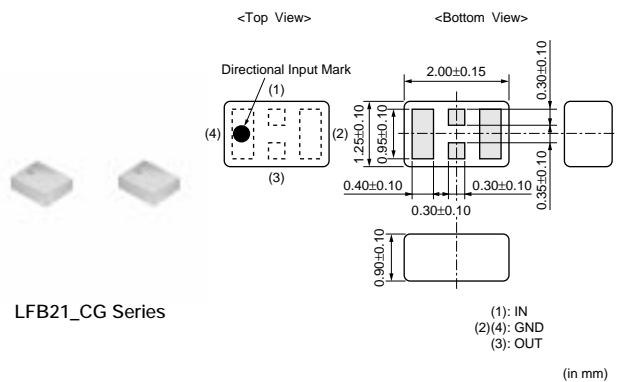 <Top View>
<Bottom View>
Directional Input Mark
(1)
(4)
(2)
(3)
2.00±0.15
0.30±0.10
1.25±0.10
0.95±0.10
0.35±0.10
0.40±0.10
0.30±0.10
0.30±0.10
0.90±0.10
LFB21_CG Series
(1): IN
(2)(4): GND
(3): OUT
(in mm)